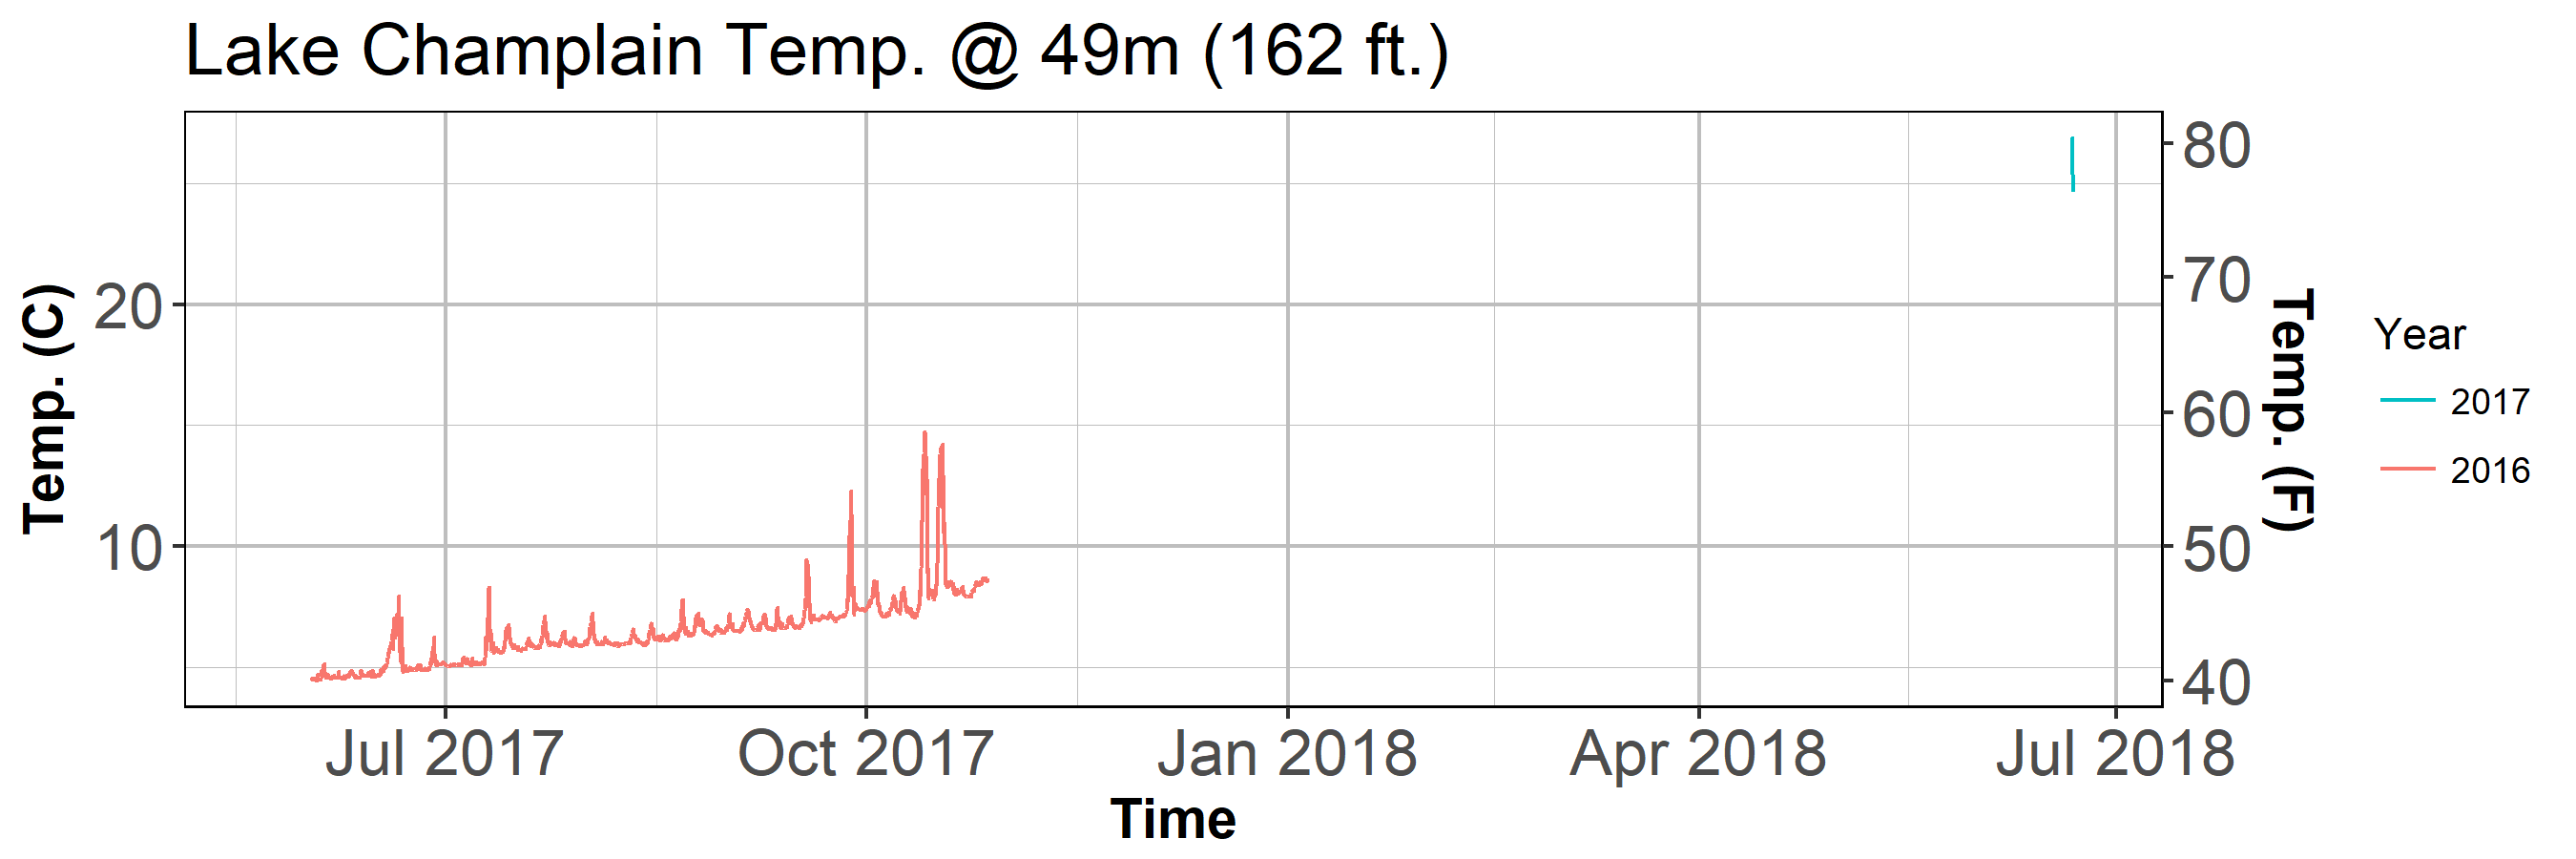 Lake Champlain Temp. @ 49m (162 ft.)
Temp. (C)
20
10
80
70
60
50
40
Temp. (F)
Year
2017
2016
Jul 2017
Oct 2017
Jan 2018
Apr 2018
Jul 2018
Time